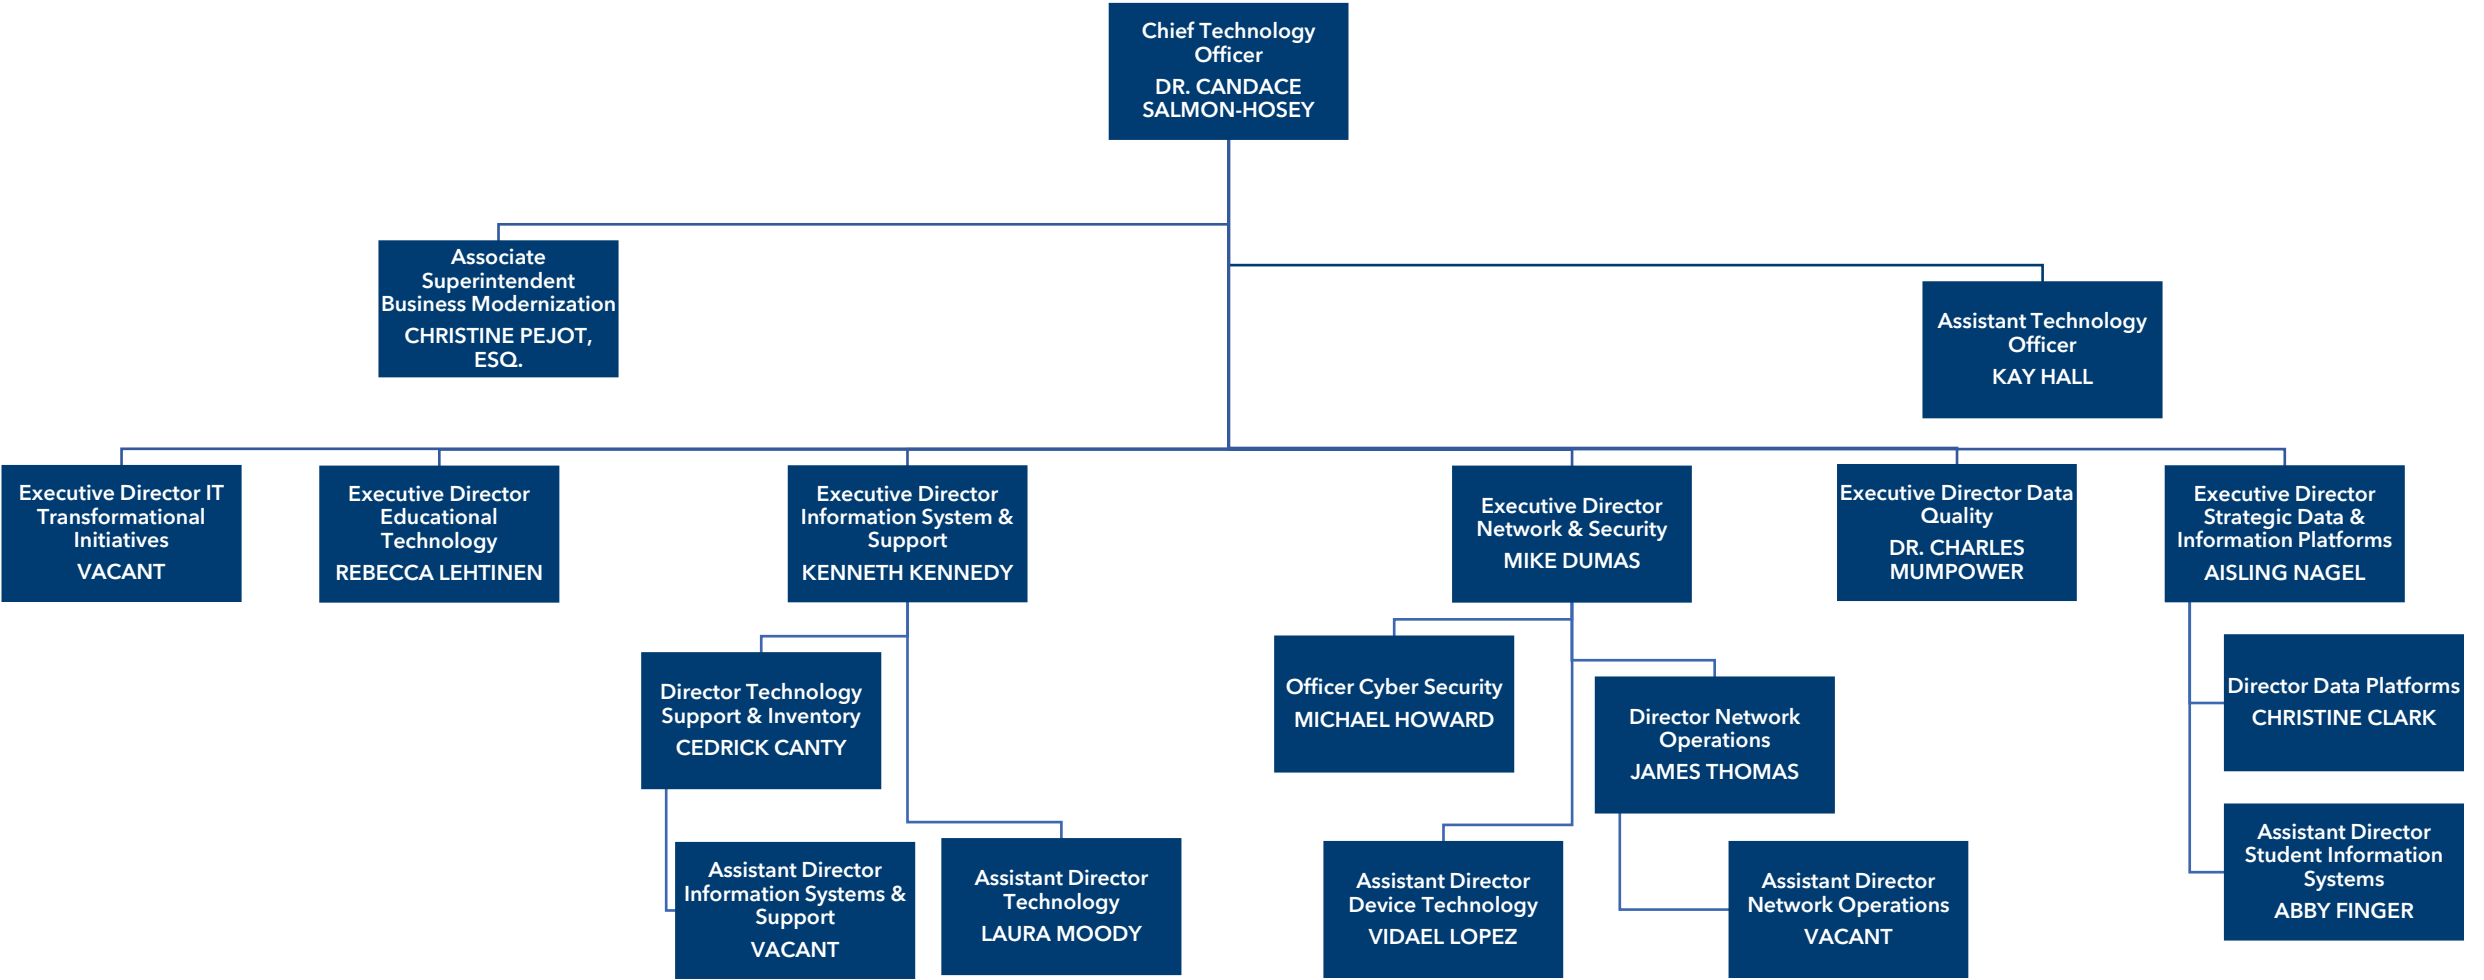 Chief Technology
Officer
DR. CANDACE
SALMON-HOSEY
Associate
Superintendent
Business Modernization
CHRISTINE PEJOT,
ESQ.
Assistant Technology
Officer
KAY HALL
Executive Director IT
Transformational
Initiatives
VACANT
Executive Director
Educational
Technology
REBECCA LEHTINEN
Executive Director
Information System &
Support
KENNETH KENNEDY
Executive Director
Network & Security
MIKE DUMAS
Executive Director Data
Quality
DR. CHARLES
MUMPOWER
Executive Director
Strategic Data &
Information Platforms
AISLING NAGEL
Director Technology
Support & Inventory
CEDRICK CANTY
Officer Cyber Security
MICHAEL HOWARD
Director Network
Operations
JAMES THOMAS
Director Data Platforms
CHRISTINE CLARK
Assistant Director
Information Systems &
Support
VACANT
Assistant Director
Technology
LAURA MOODY
Assistant Director
Device Technology
VIDAEL LOPEZ
Assistant Director
Network Operations
VACANT
Assistant Director
Student Information
Systems
ABBY FINGER